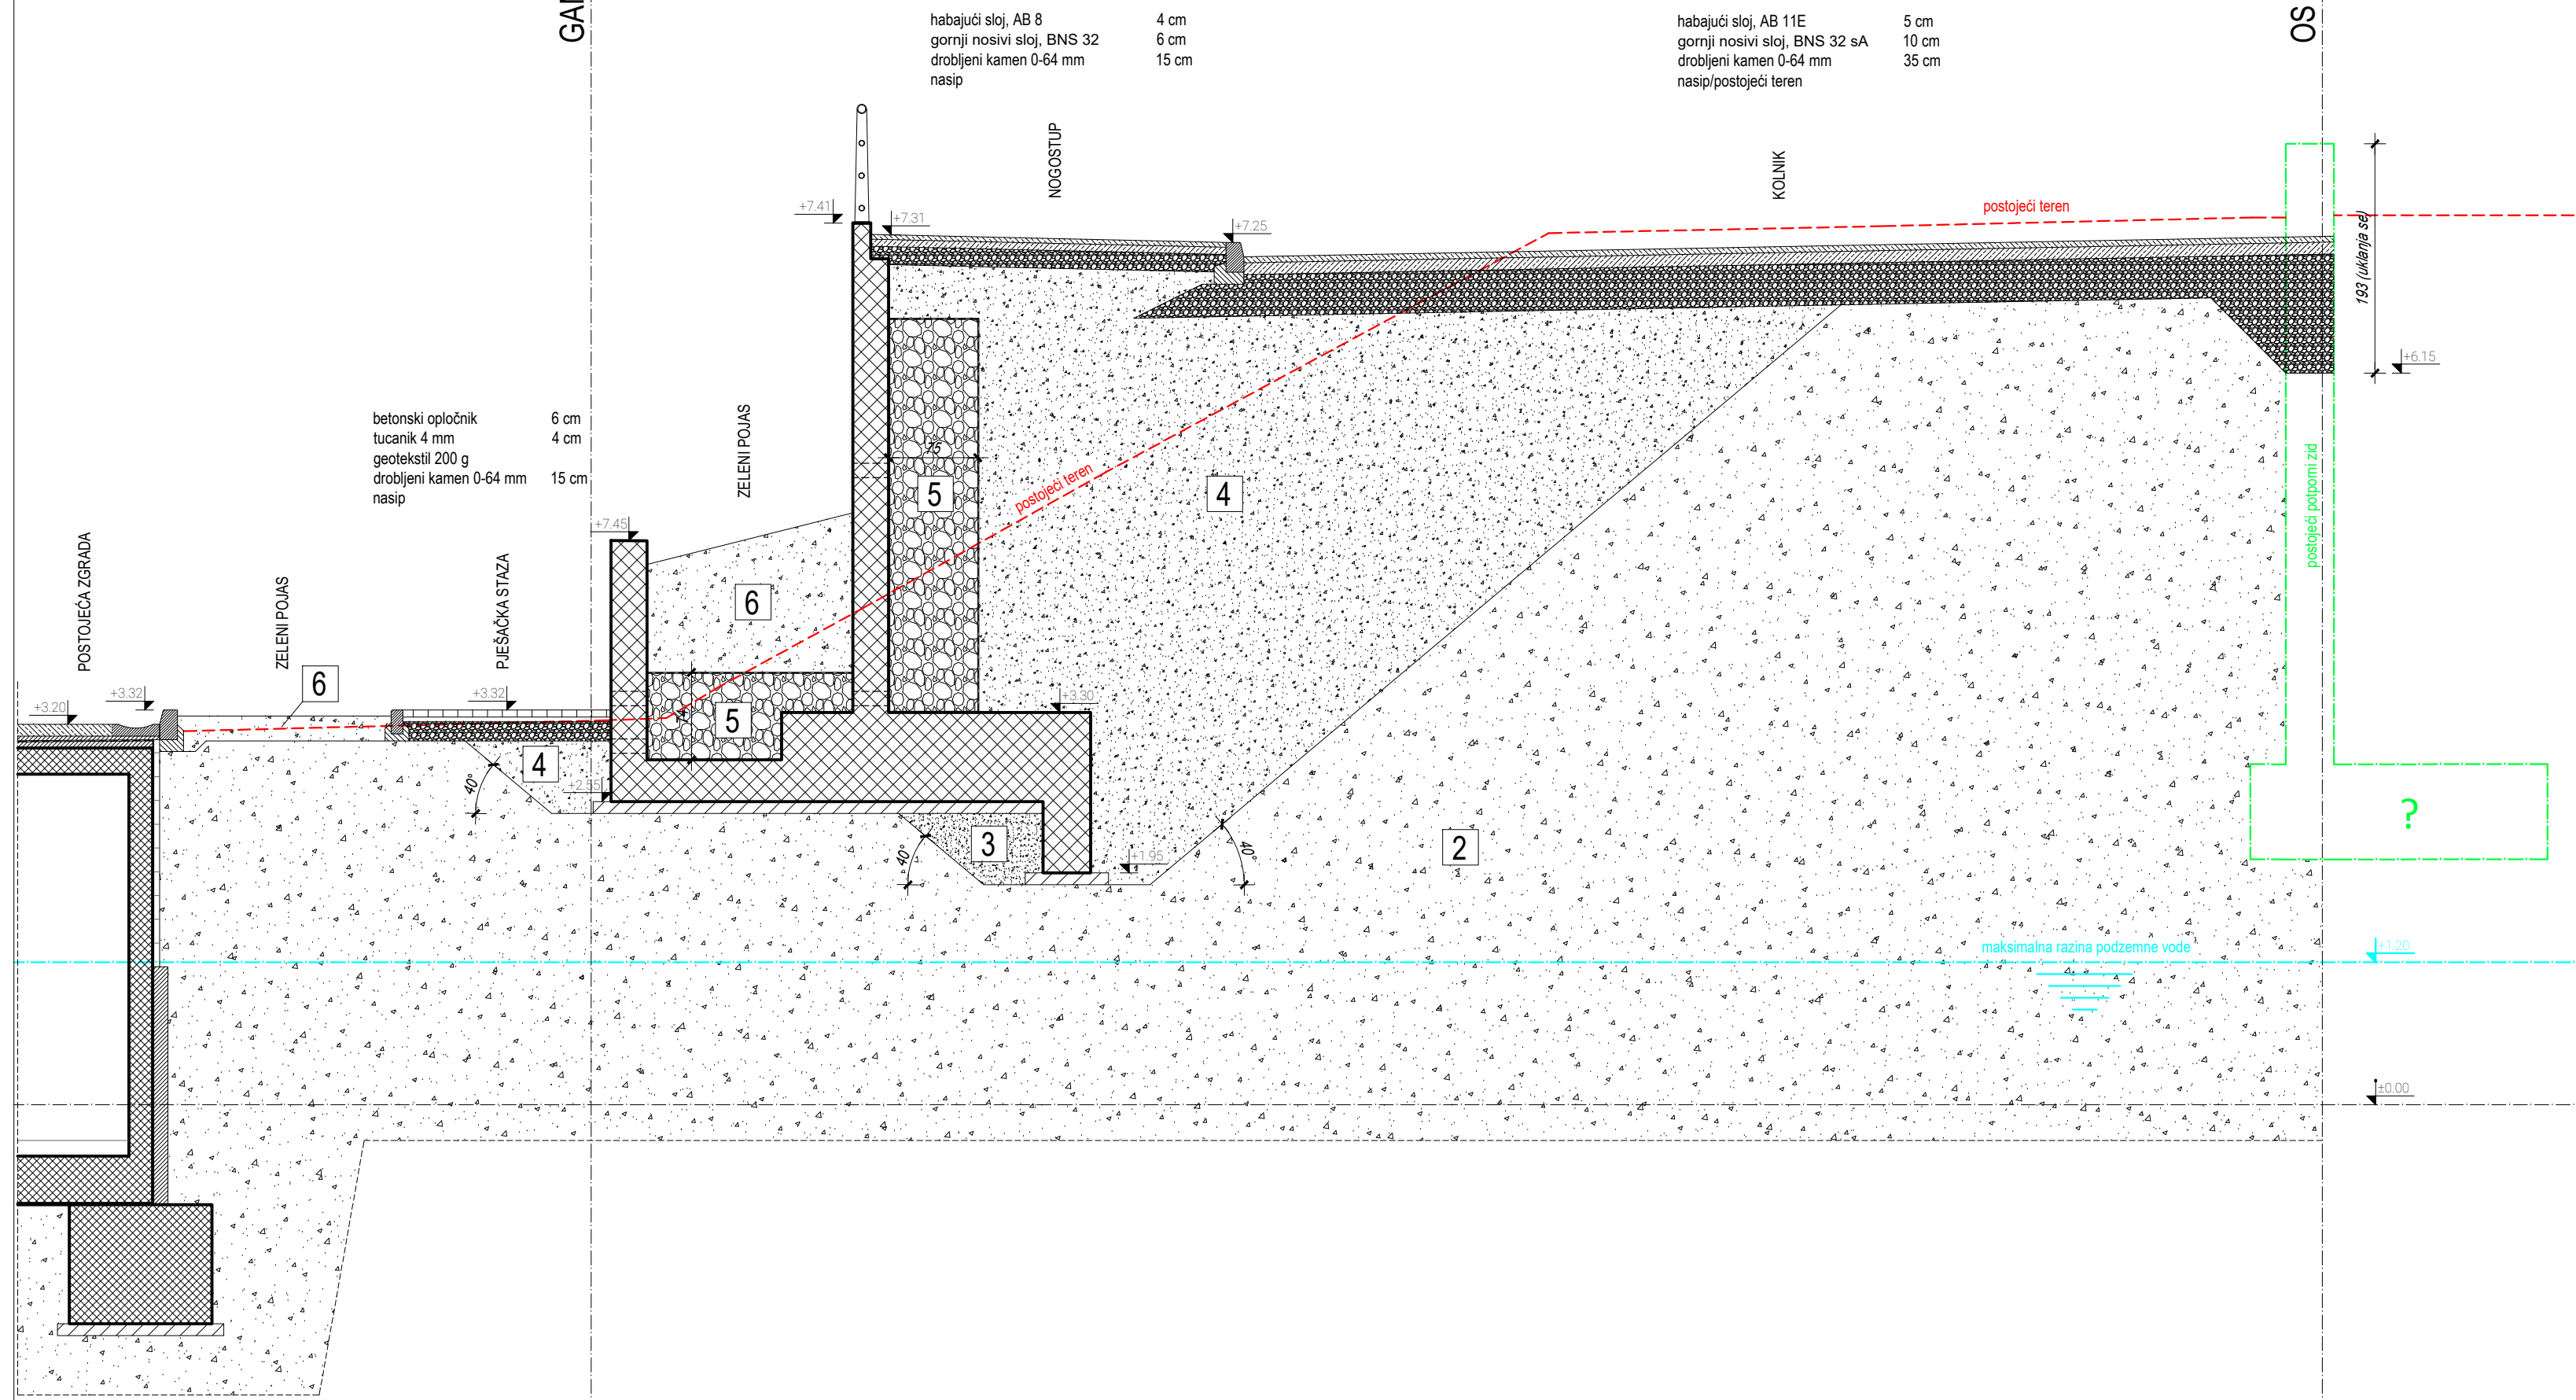 habajući sloj, AB 8 4 cm
gornji nosivi sloj, BNS 32 6 cm
drobljeni kamen 0-64 mm 15 cm
nasip
habajući sloj, AB 11E 5 cm
gornji nosivi sloj, BNS 32 sA 10 cm
drobljeni kamen 0-64 mm 35 cm
nasip/postojeći teren
OS
NOGOSTUP
KOLNIK
postojeći teren
+7.41
+7.31
+7.25
193 (uklanja se)
+6.15
betonski opločnik 6 cm
tucanik 4 mm 4 cm
geotekstil 200 g
drobljeni kamen 0-64 mm 15 cm
nasip
ZELENI POJAS
75
5
postojeći teren
4
postojeći potporni zid
+7.45
POSTOJEĆA ZGRADA
ZELENI POJAS
PJEŠAČKA STAZA
6
6
+3.20
+3.32
+3.32
+3.30
5
4
40°
+2.55
3
40°
+1.95
40°
2
?
maksimalna razina podzemne vode
+1.20
±0.00